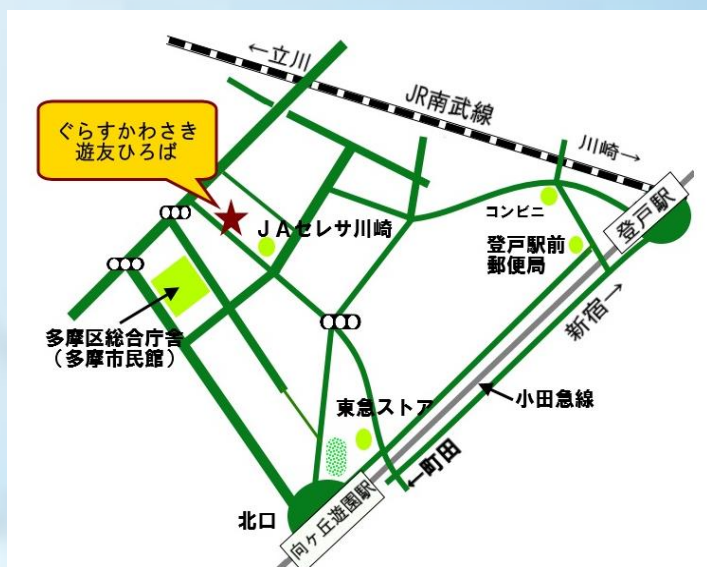 ←立川
JR南武線
川崎→
ぐらすかわさき
遊友ひろば
コンビニ
登戸駅
JAセレサ川崎
登戸駅前
郵便局
新宿→
多摩区総合庁舎
(多摩市民館)
小田急線
東急ストア
←町田
北口
向ヶ丘遊園駅